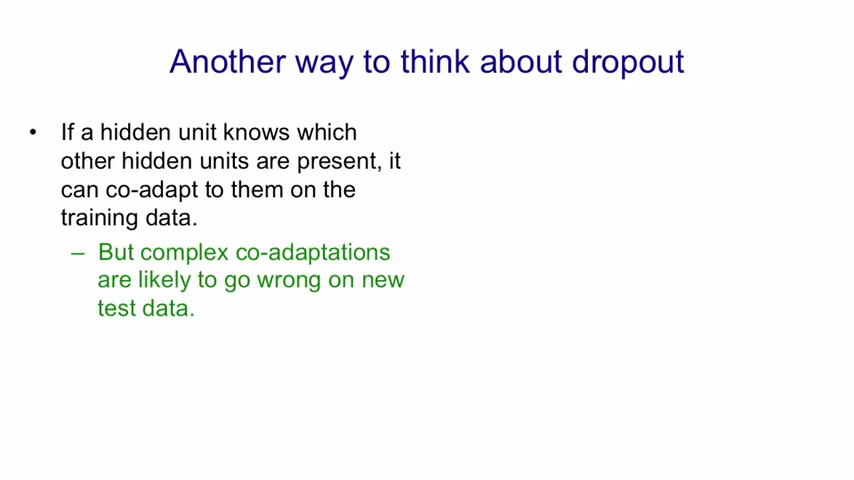 Another way to think about dropout
• If a hidden unit knows which
other hidden units are present, it
can co-adapt to them on the
training data.
– But complex co-adaptations
are likely to go wrong on new
test data.